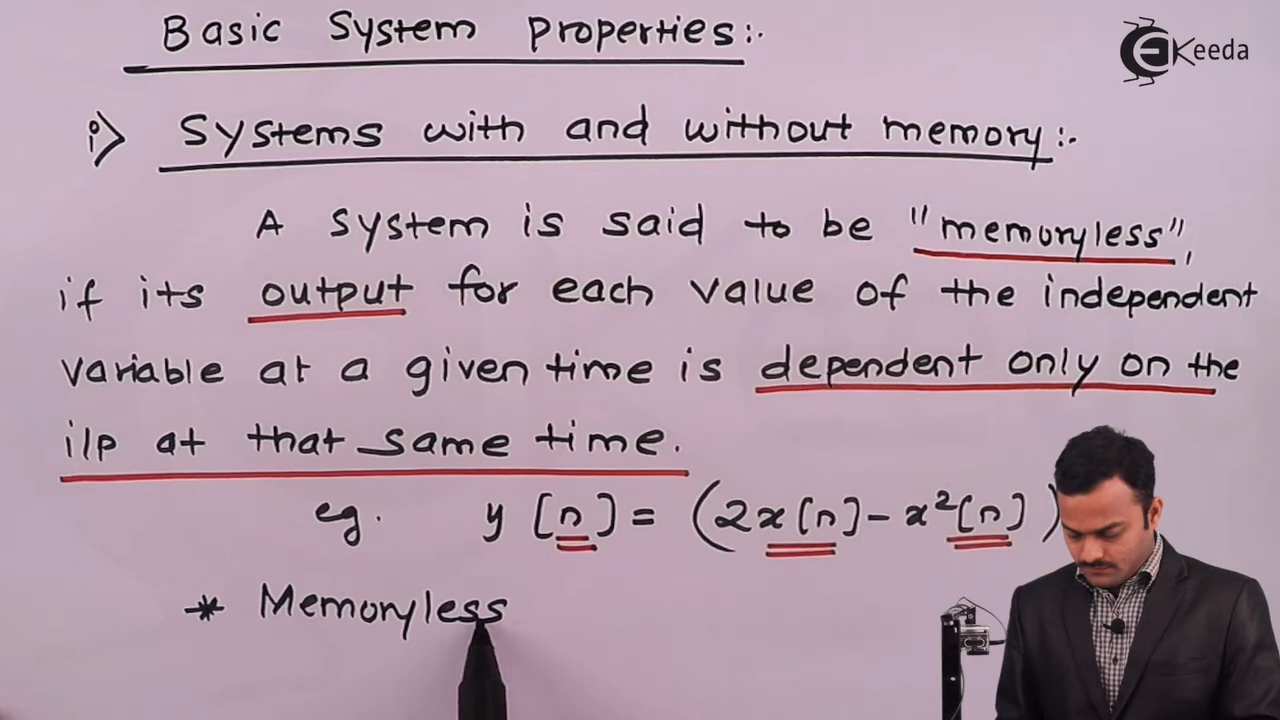 Basic System Properties:.
EKeeda
i> Systems with and without memory:.
A system is said to be "memoryless",
if its output for each value of the independent
variable at a given time is dependent only on the
i/p at that same time.
eg. y [n] = (2x[n] - x²[n])
* Memoryless